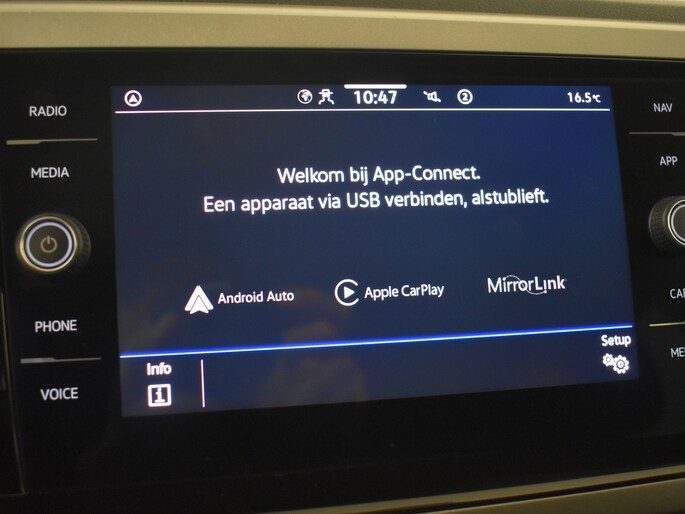 10:47
2
16.5°C
RADIO
NAV
MEDIA
APP
Welkom bij App-Connect.
Een apparaat via USB verbinden, alstublieft.
Android Auto
Apple CarPlay
MirrorLink
PHONE
VOICE
Info
i
Setup